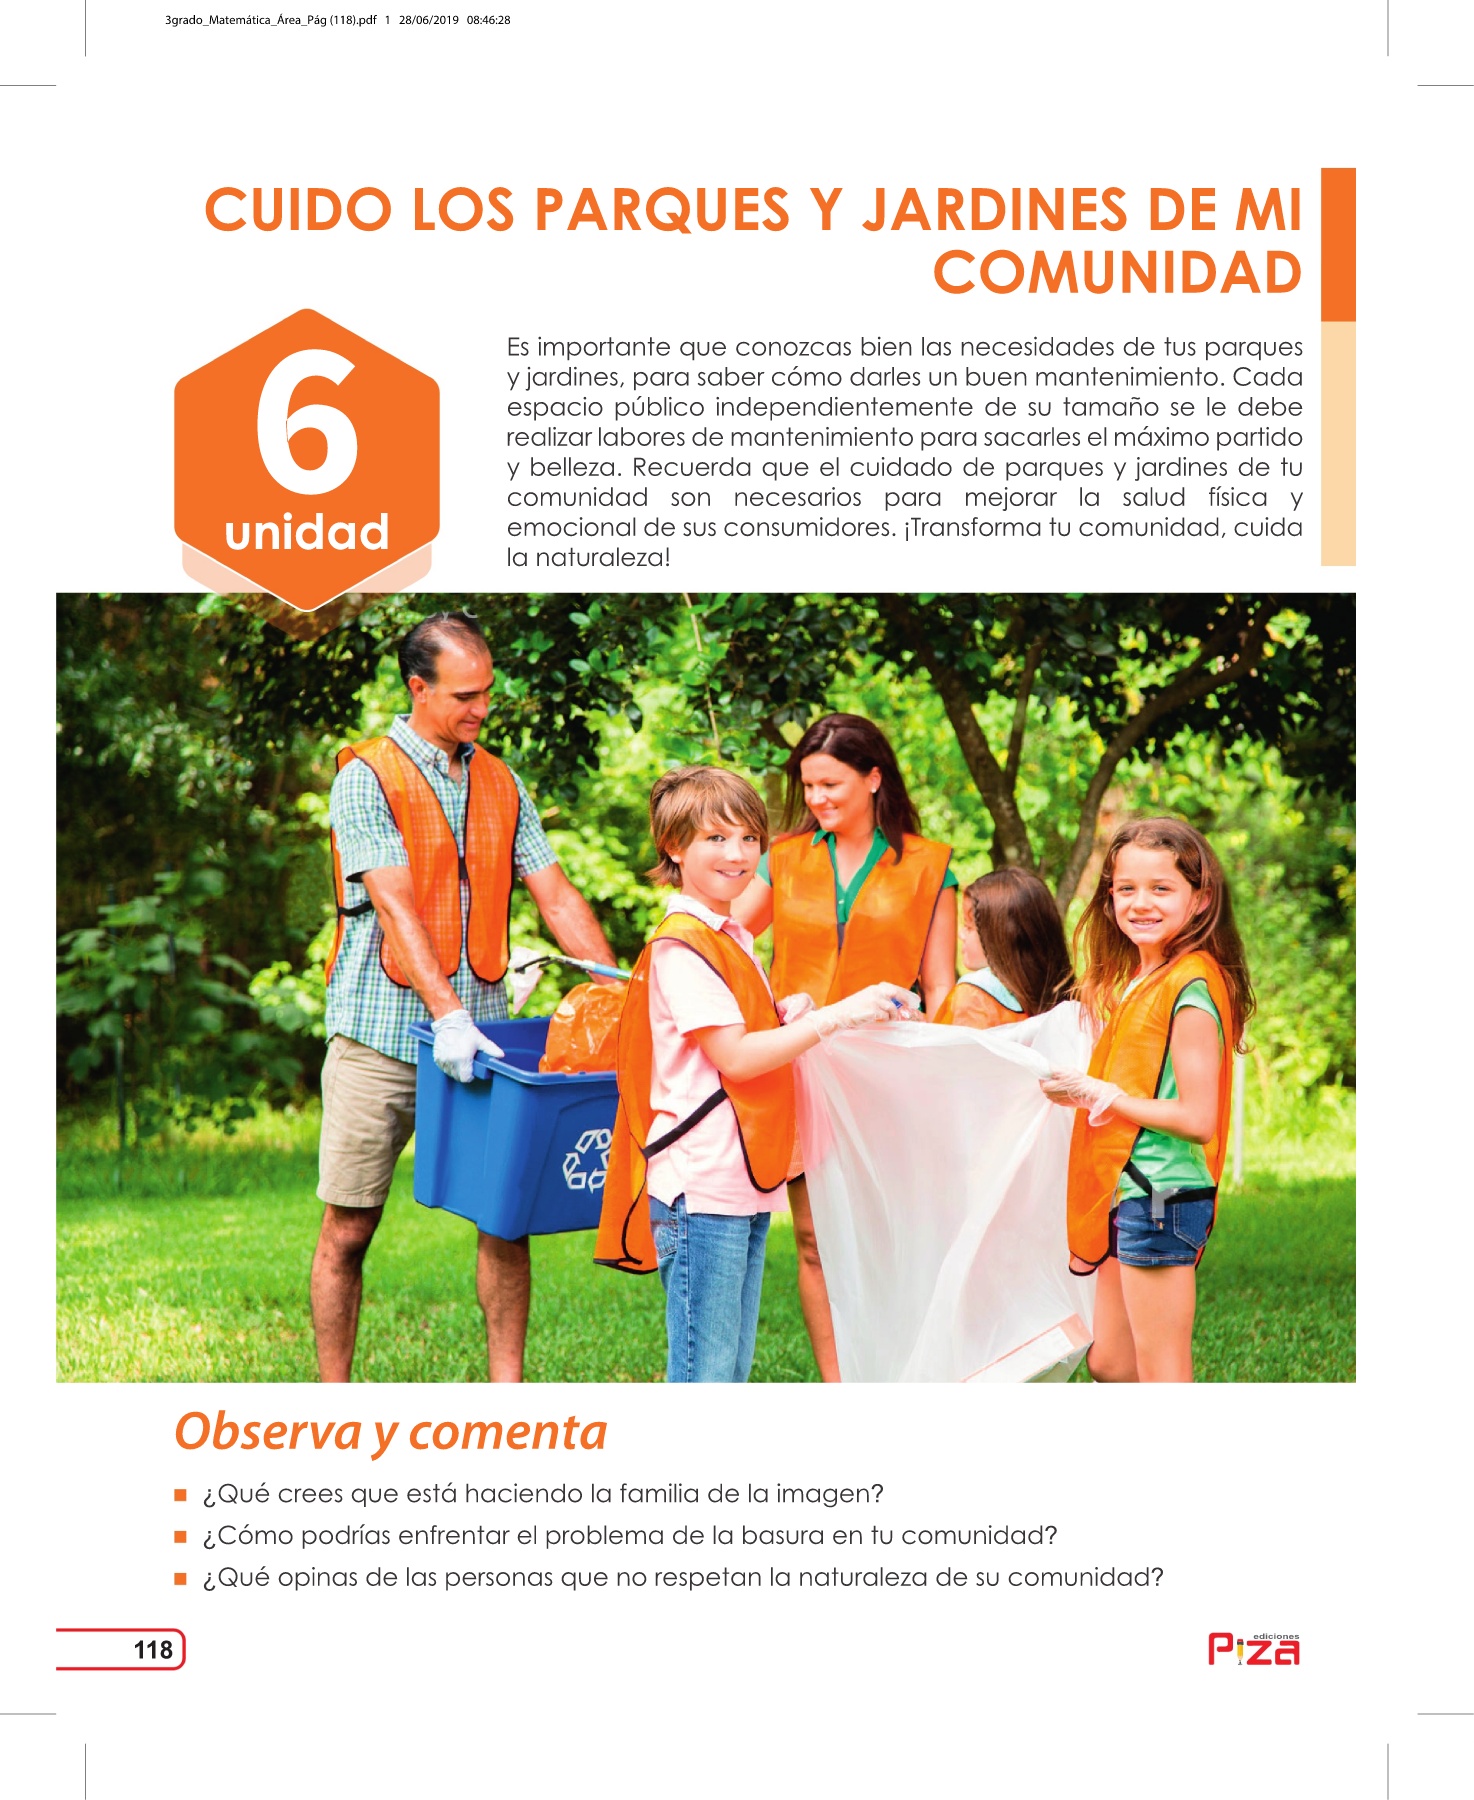 3grado_Matemática_Área_Pág (118).pdf 1 28/06/2019 08:46:28
CUIDO LOS PARQUES Y JARDINES DE MI
COMUNIDAD
6
unidad
Es importante que conozcas bien las necesidades de tus parques
y jardines, para saber cómo darles un buen mantenimiento. Cada
espacio público independientemente de su tamaño se le debe
realizar labores de mantenimiento para sacarles el máximo partido
y belleza. Recuerda que el cuidado de parques y jardines de tu
comunidad son necesarios para mejorar la salud física y
emocional de sus consumidores. ¡Transforma tu comunidad, cuida
la naturaleza!
Observa y comenta
■ ¿Qué crees que está haciendo la familia de la imagen?
■ ¿Cómo podrías enfrentar el problema de la basura en tu comunidad?
■ ¿Qué opinas de las personas que no respetan la naturaleza de su comunidad?
118
ediciones
Piza